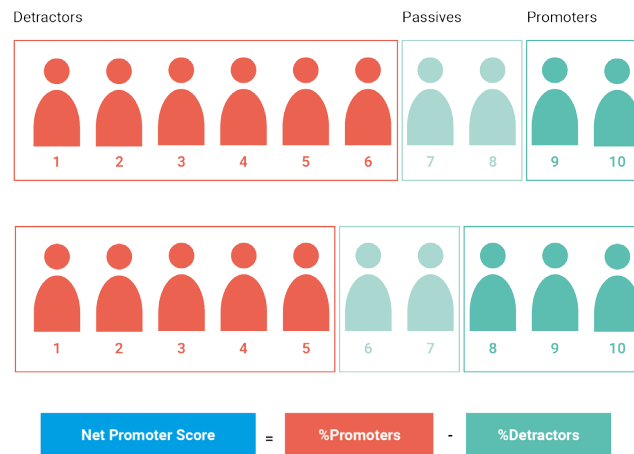 Detractors Passives Promoters
1 2 3 4 5 6 7 8 9 10
1 2 3 4 5 6 7 8 9 10
Net Promoter Score = %Promoters - %Detractors